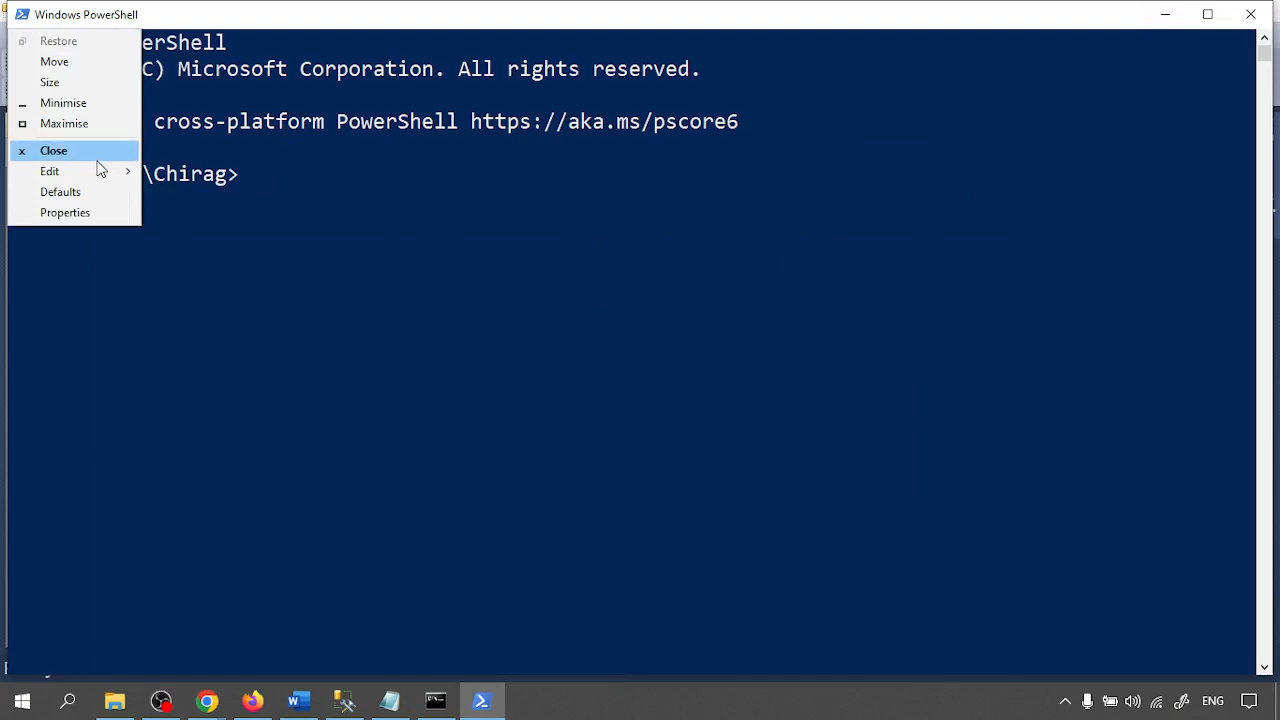 Windows PowerShell
Restore
Move
Size
Minimise
Maximise
Close
Edit
Defaults
Properties
erShell
C) Microsoft Corporation. All rights reserved.
cross-platform PowerShell https://aka.ms/pscore6
\Chirag>
ENG